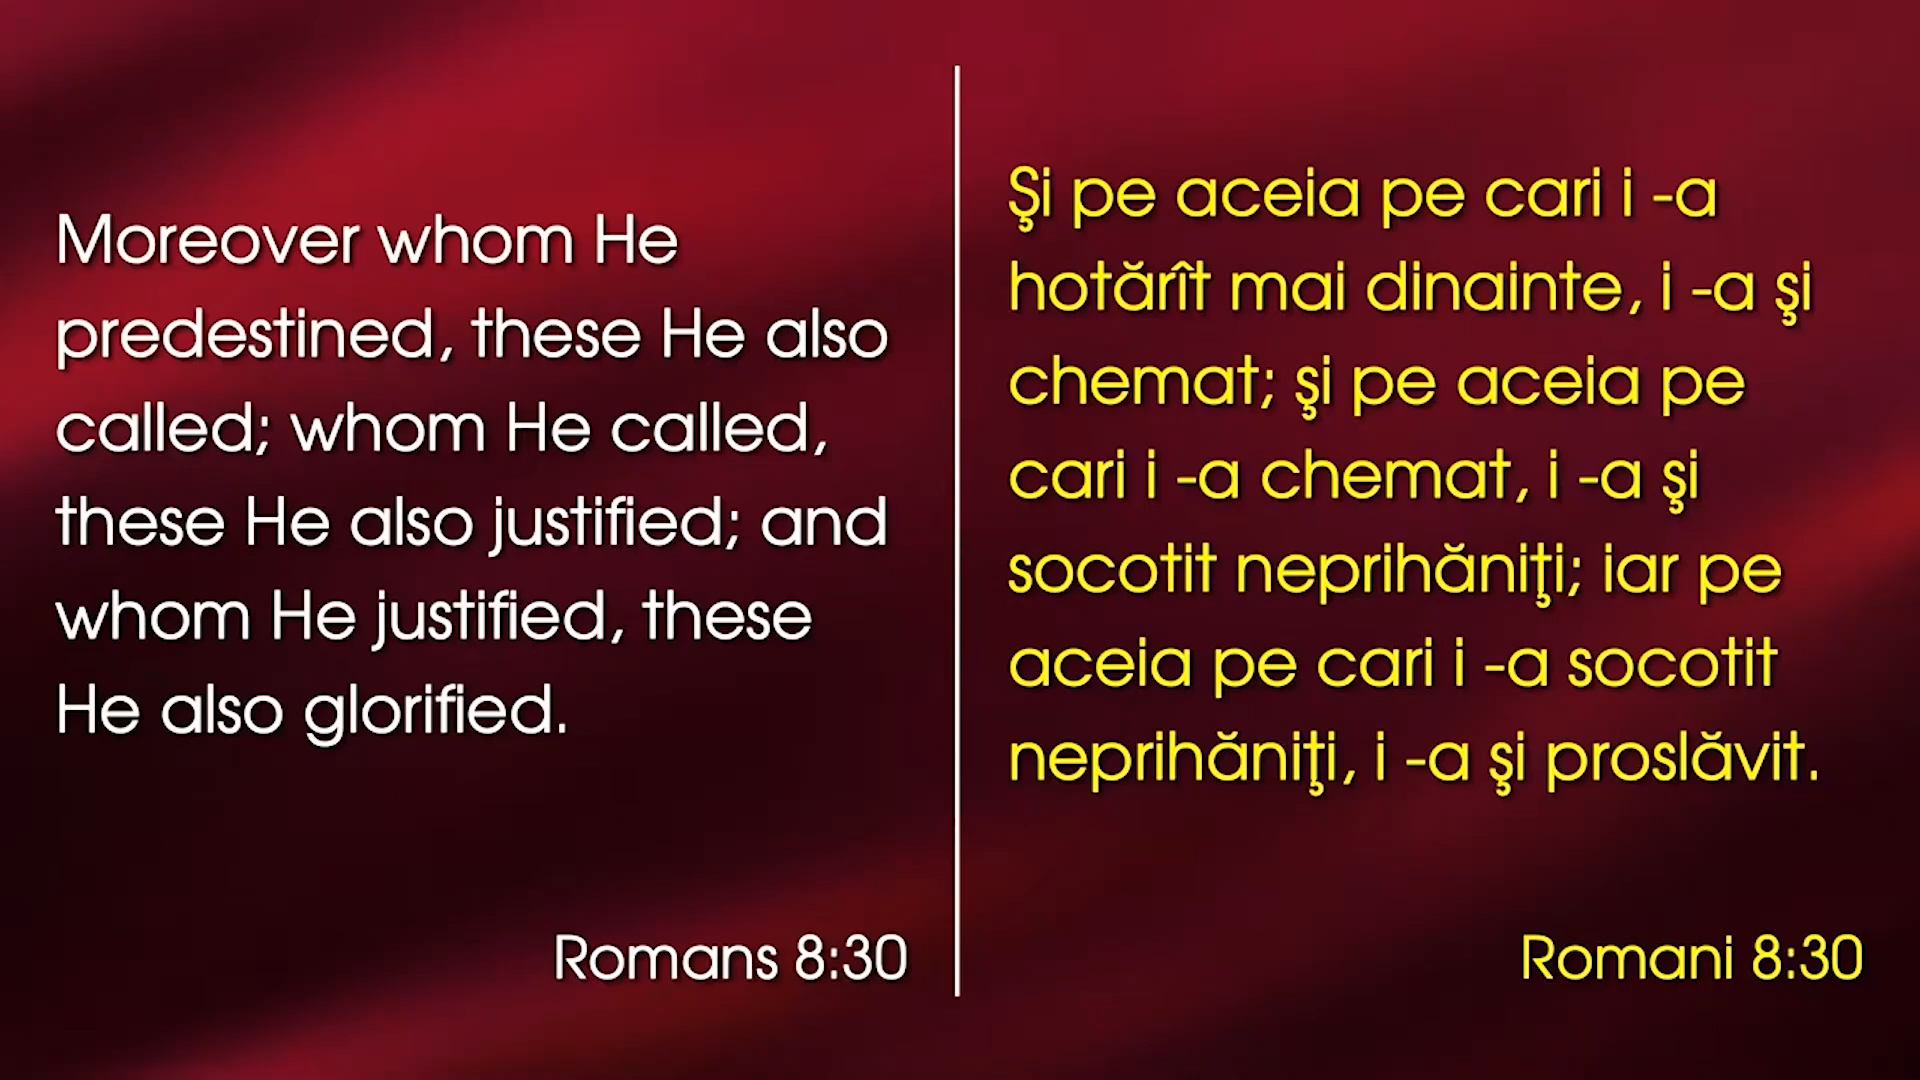 Moreover whom He
predestined, these He also
called; whom He called,
these He also justified; and
whom He justified, these
He also glorified.
Romans 8:30
Şi pe aceia pe cari i -a
hotărît mai dinainte, i -a şi
chemat; şi pe aceia pe
cari i -a chemat, i -a şi
socotit neprihăniţi; iar pe
aceia pe cari i -a socotit
neprihăniţi, i -a şi proslăvit.
Romani 8:30